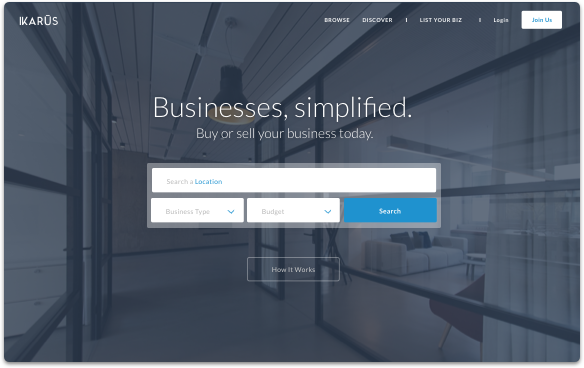 IKARŪS
BROWSE DISCOVER | LIST YOUR BIZ | Login Join Us
Businesses, simplified.
Buy or sell your business today.
Search a Location
Business Type Budget Search
How It Works